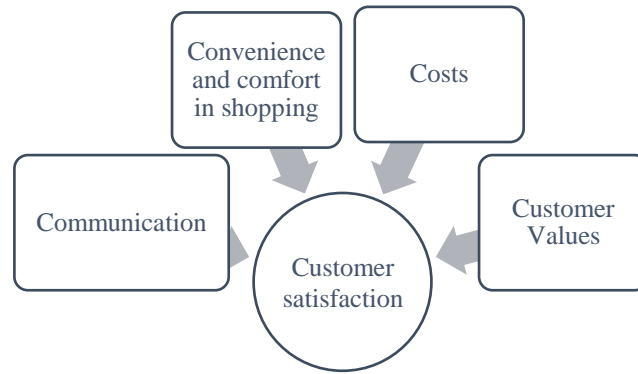 Convenience
and comfort
in shopping
Costs
Communication
Customer
Values
Customer
satisfaction